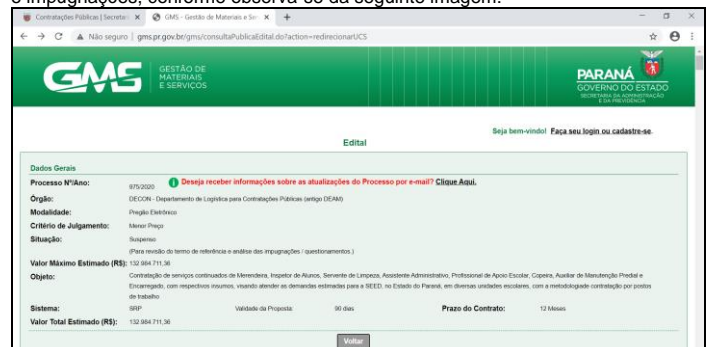 e impugnações, conforme observa-se da seguinte imagem:
Contratações Públicas | Secretari
GMS - Gestão de Materiais e Ser
Não seguro | gms.pr.gov.br/gms/consultaPublicaEdital.do?action=redirecionarUC5
GMS
GESTÃO DE
MATERIAIS
E SERVIÇOS
PARANÁ
GOVERNO DO ESTADO
SECRETARIA DA ADMINISTRAÇÃO
E DA PREVIDÊNCIA
Seja bem-vindo! Faça seu login ou cadastre-se.
Edital
Dados Gerais
Processo Nº/Ano: 975/2020 Deseja receber informações sobre as atualizações do Processo por e-mail? Clique Aqui.
Órgão: DECON - Departamento de Logística para Contratações Públicas (antigo DEAM)
Modalidade: Pregão Eletrônico
Critério de Julgamento: Menor Preço
Situação: Suspenso
(Para revisão do termo de referência e análise das impugnações / questionamentos.)
Valor Máximo Estimado (R$): 132.984.711,36
Objeto: Contratação de serviços continuados de Merendeira, Inspetor de Alunos, Servente de Limpeza, Assistente Administrativo, Profissional de Apoio Escolar, Copeira, Auxiliar de Manutenção Predial e
Encarregado, com respectivos insumos, visando atender as demandas estimadas para a SEED, no Estado do Paraná, em diversas unidades escolares, com a metodologiade contratação por postos
de trabalho
Sistema: SRP Validade da Proposta: 90 dias Prazo do Contrato: 12 Meses
Valor Total Estimado (R$): 132.984.711,36
Voltar